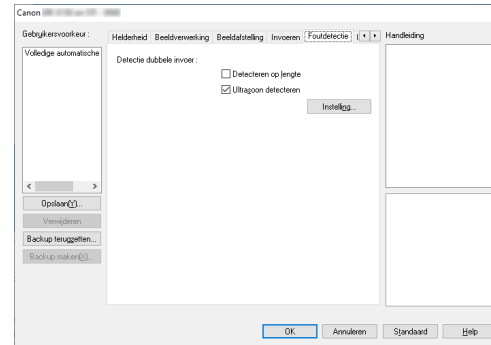 Canon
Gebruikersvoorkeur :
Volledige automatische
Opslaan(Y)...
Verwijderen
Backup terugzetten...
Backup maken(X)...
Helderheid Beeldverwerking Beeldafstelling Invoeren Foutdetectie
Detectie dubbele invoer :
Detecteren op lengte
Ultrasoon detecteren
Instelling...
Handleiding
OK Annuleren Standaard Help